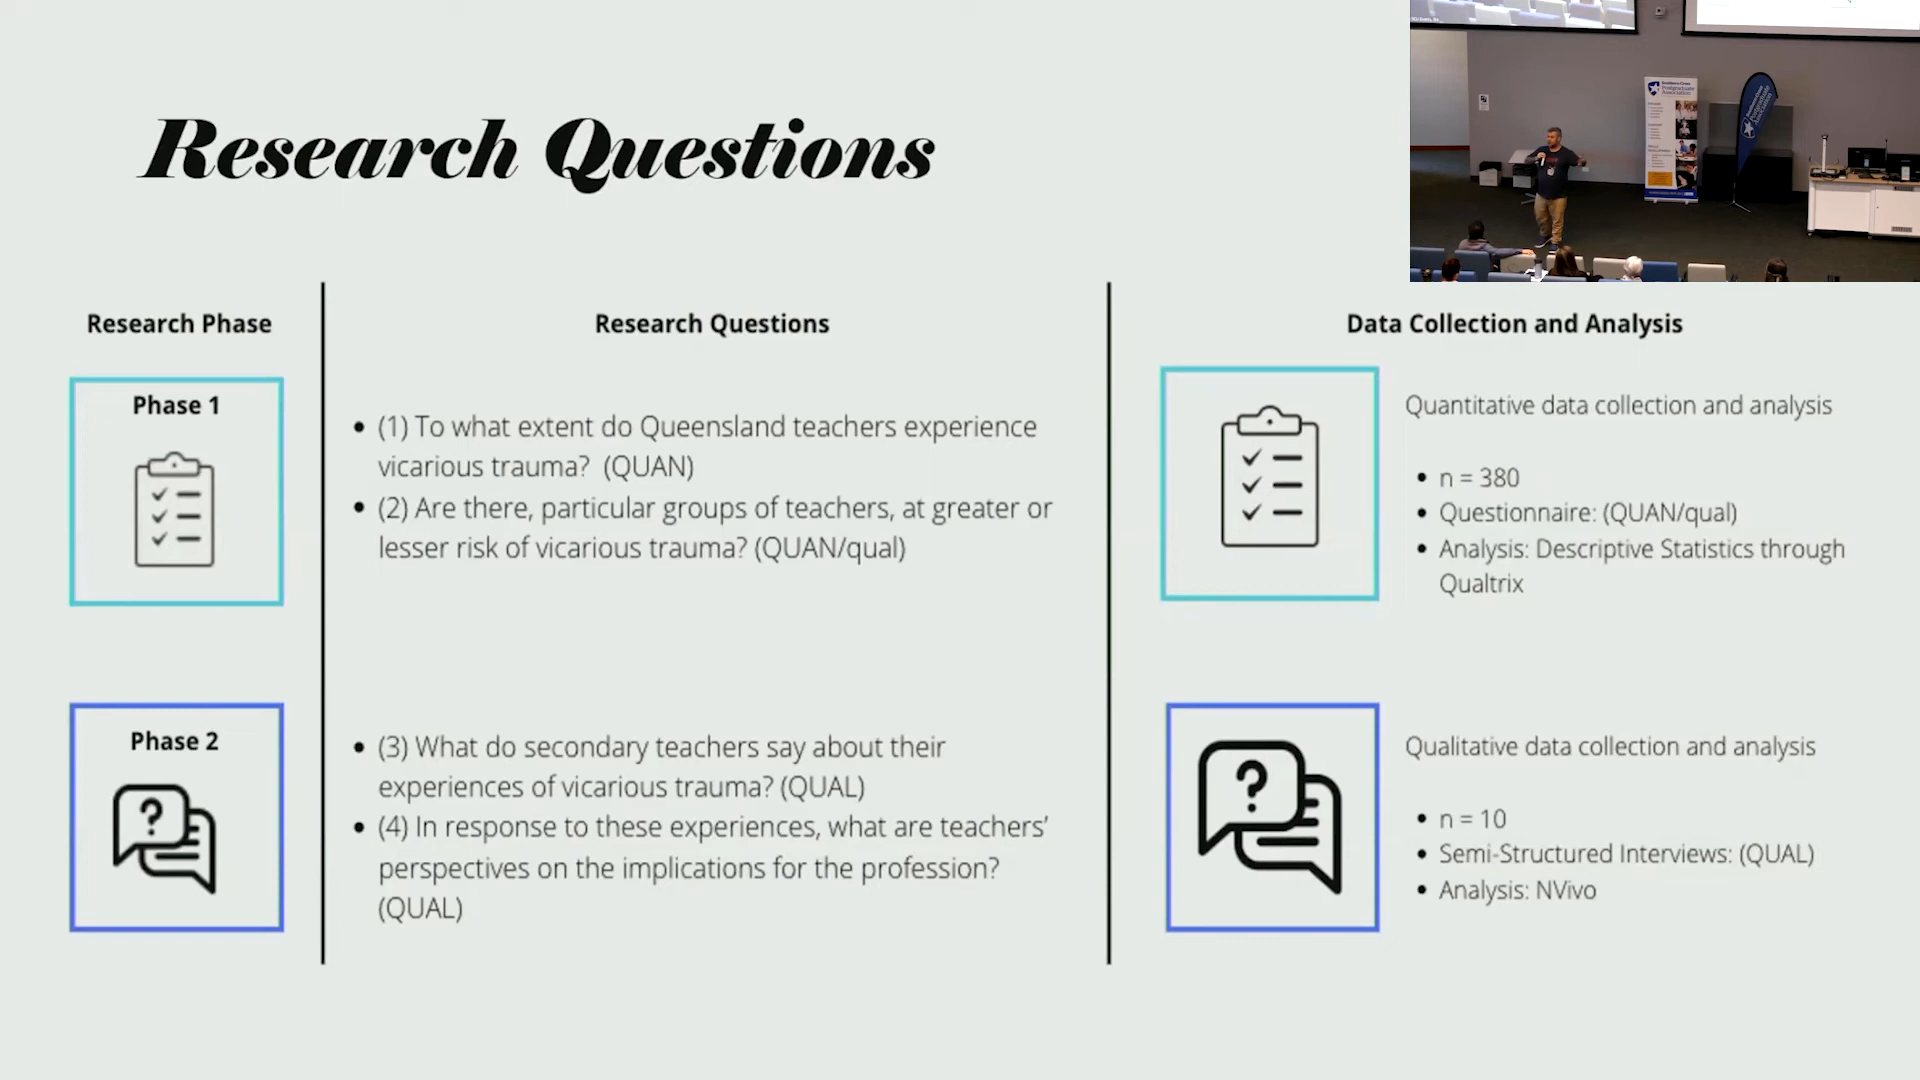 Research Questions
Research Phase
Research Questions
Data Collection and Analysis
Phase 1
• (1) To what extent do Queensland teachers experience
vicarious trauma? (QUAN)
• (2) Are there, particular groups of teachers, at greater or
lesser risk of vicarious trauma? (QUAN/qual)
Quantitative data collection and analysis
• n = 380
• Questionnaire: (QUAN/qual)
• Analysis: Descriptive Statistics through
Qualtrix
Phase 2
• (3) What do secondary teachers say about their
experiences of vicarious trauma? (QUAL)
• (4) In response to these experiences, what are teachers’
perspectives on the implications for the profession?
(QUAL)
Qualitative data collection and analysis
• n = 10
• Semi-Structured Interviews: (QUAL)
• Analysis: NVivo
Postgraduate
Association